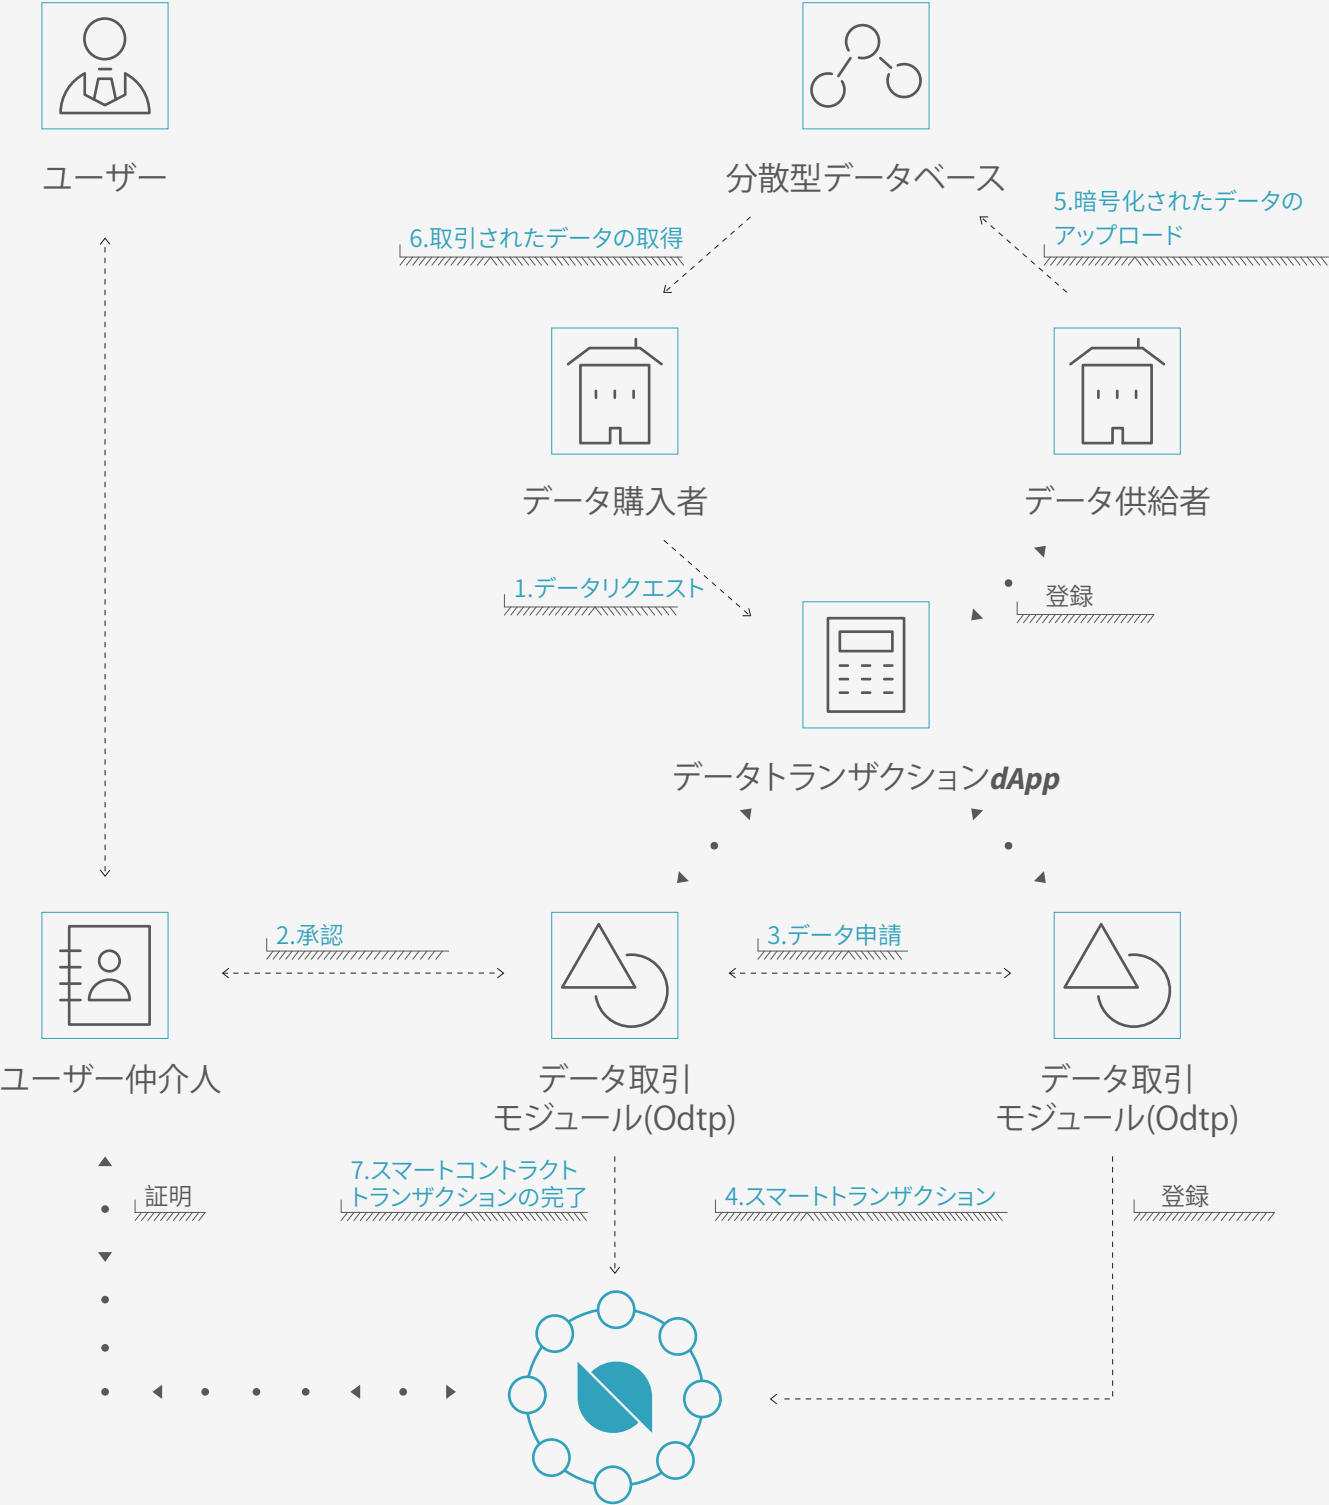 ユーザー
分散型データベース
5.暗号化されたデータの
アップロード
6.取引されたデータの取得
データ購入者
データ供給者
1.データリクエスト
登録
データトランザクションdApp
2.承認
3.データ申請
ユーザー仲介人
データ取引
モジュール(Odtp)
データ取引
モジュール(Odtp)
証明
7.スマートコントラクト
トランザクションの完了
4.スマートトランザクション
登録